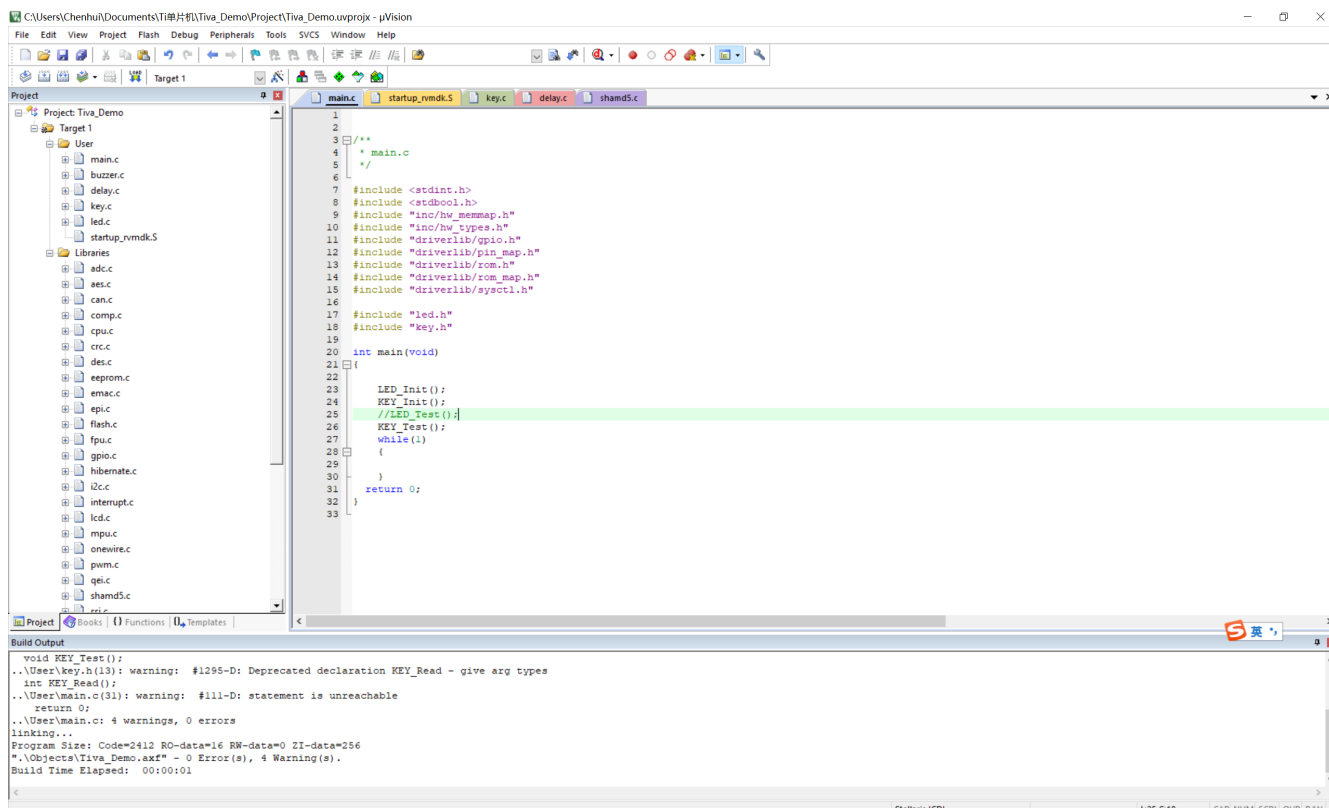 C:\Users\Chenhui\Documents\Ti单片机\Tiva_Demo\Project\Tiva_Demo.uvprojx - µVision
File Edit View Project Flash Debug Peripherals Tools SVCS Window Help
Target 1
Project
main.c startup_rvmdk.S key.c delay.c shamd5.c
Project: Tiva_Demo
Target 1
User
main.c
buzzer.c
delay.c
key.c
led.c
startup_rvmdk.S
Libraries
adc.c
aes.c
can.c
comp.c
cpu.c
crc.c
des.c
eeprom.c
emac.c
epi.c
flash.c
fpu.c
gpio.c
hibernate.c
i2c.c
interrupt.c
lcd.c
mpu.c
onewire.c
pwm.c
qei.c
shamd5.c
Project Books {} Functions Templates
1
2
3 /**
4 * main.c
5 */
6
7 #include <stdint.h>
8 #include <stdbool.h>
9 #include "inc/hw_memmap.h"
10 #include "inc/hw_types.h"
11 #include "driverlib/gpio.h"
12 #include "driverlib/pin_map.h"
13 #include "driverlib/rom.h"
14 #include "driverlib/rom_map.h"
15 #include "driverlib/sysctl.h"
16
17 #include "led.h"
18 #include "key.h"
19
20 int main(void)
21 {
22
23 LED_Init();
24 KEY_Init();
25 //LED_Test();
26 KEY_Test();
27 while(1)
28 {
29
30 }
31 return 0;
32 }
33
英
Build Output
void KEY_Test();
..\User\key.h(13): warning: #1295-D: Deprecated declaration KEY_Read - give arg types
int KEY_Read();
..\User\main.c(31): warning: #111-D: statement is unreachable
return 0;
..\User\main.c: 4 warnings, 0 errors
linking...
Program Size: Code=2412 RO-data=16 RW-data=0 ZI-data=256
".\Objects\Tiva_Demo.axf" - 0 Error(s), 4 Warning(s).
Build Time Elapsed: 00:00:01